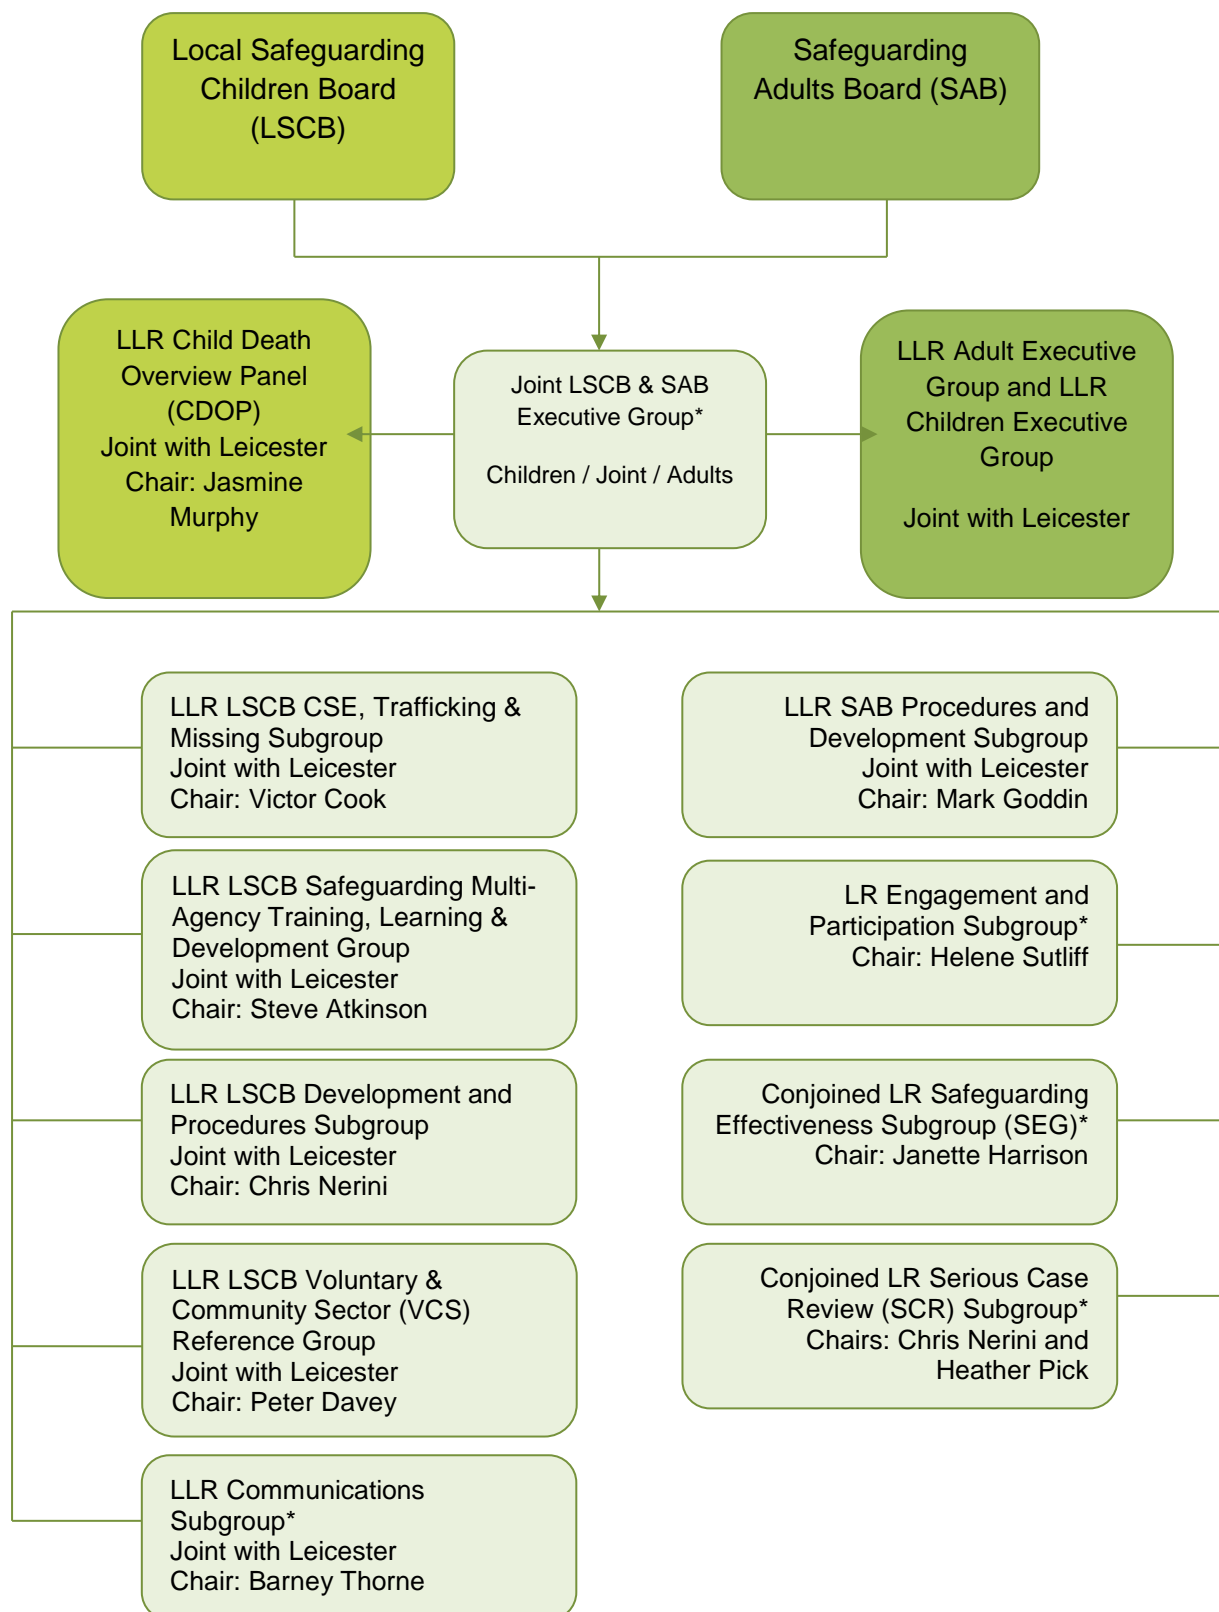 Local Safeguarding
Children Board
(LSCB)
Safeguarding
Adults Board (SAB)
LLR Child Death
Overview Panel
(CDOP)
Joint with Leicester
Chair: Jasmine
Murphy
Joint LSCB & SAB
Executive Group*
Children / Joint / Adults
LLR Adult Executive
Group and LLR
Children Executive
Group
Joint with Leicester
LLR LSCB CSE, Trafficking &
Missing Subgroup
Joint with Leicester
Chair: Victor Cook
LLR LSCB Safeguarding Multi-
Agency Training, Learning &
Development Group
Joint with Leicester
Chair: Steve Atkinson
LLR LSCB Development and
Procedures Subgroup
Joint with Leicester
Chair: Chris Nerini
LLR LSCB Voluntary &
Community Sector (VCS)
Reference Group
Joint with Leicester
Chair: Peter Davey
LLR Communications
Subgroup*
Joint with Leicester
Chair: Barney Thorne
LLR SAB Procedures and
Development Subgroup
Joint with Leicester
Chair: Mark Goddin
LR Engagement and
Participation Subgroup*
Chair: Helene Sutliff
Conjoined LR Safeguarding
Effectiveness Subgroup (SEG)*
Chair: Janette Harrison
Conjoined LR Serious Case
Review (SCR) Subgroup*
Chairs: Chris Nerini and
Heather Pick